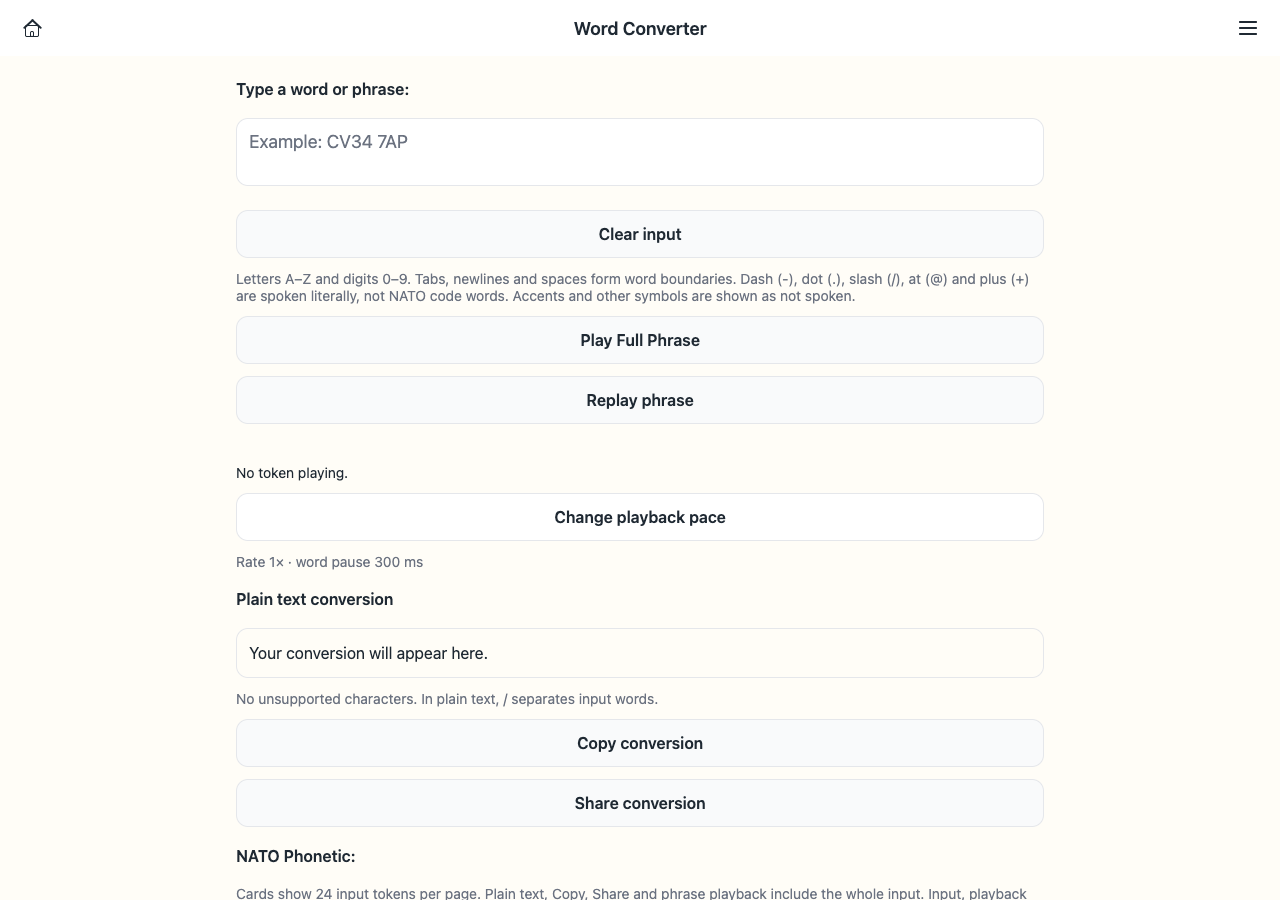 Word Converter
Type a word or phrase:
Example: CV34 7AP
Clear input
Letters A–Z and digits 0–9. Tabs, newlines and spaces form word boundaries. Dash (-), dot (.), slash (/), at (@) and plus (+)
are spoken literally, not NATO code words. Accents and other symbols are shown as not spoken.
Play Full Phrase
Replay phrase
No token playing.
Change playback pace
Rate 1× · word pause 300 ms
Plain text conversion
Your conversion will appear here.
No unsupported characters. In plain text, / separates input words.
Copy conversion
Share conversion
NATO Phonetic:
Cards show 24 input tokens per page. Plain text, Copy, Share and phrase playback include the whole input. Input, playback